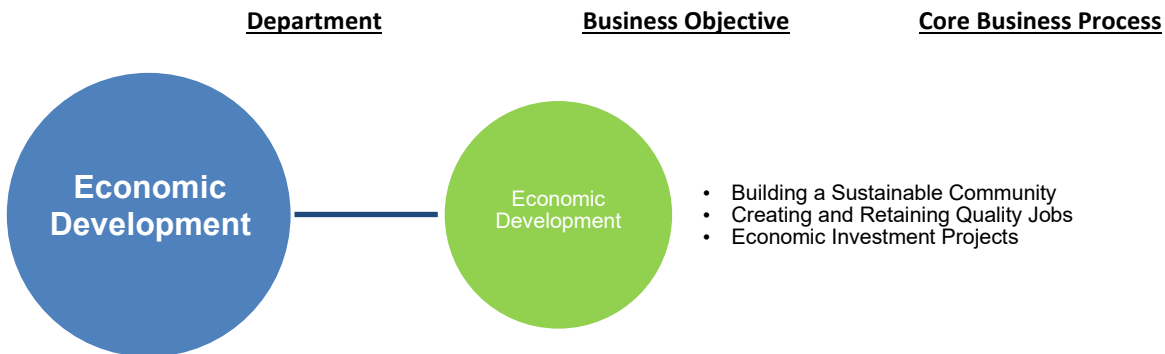 Department Business Objective Core Business Process
Economic
Development
Economic
Development
• Building a Sustainable Community
• Creating and Retaining Quality Jobs
• Economic Investment Projects